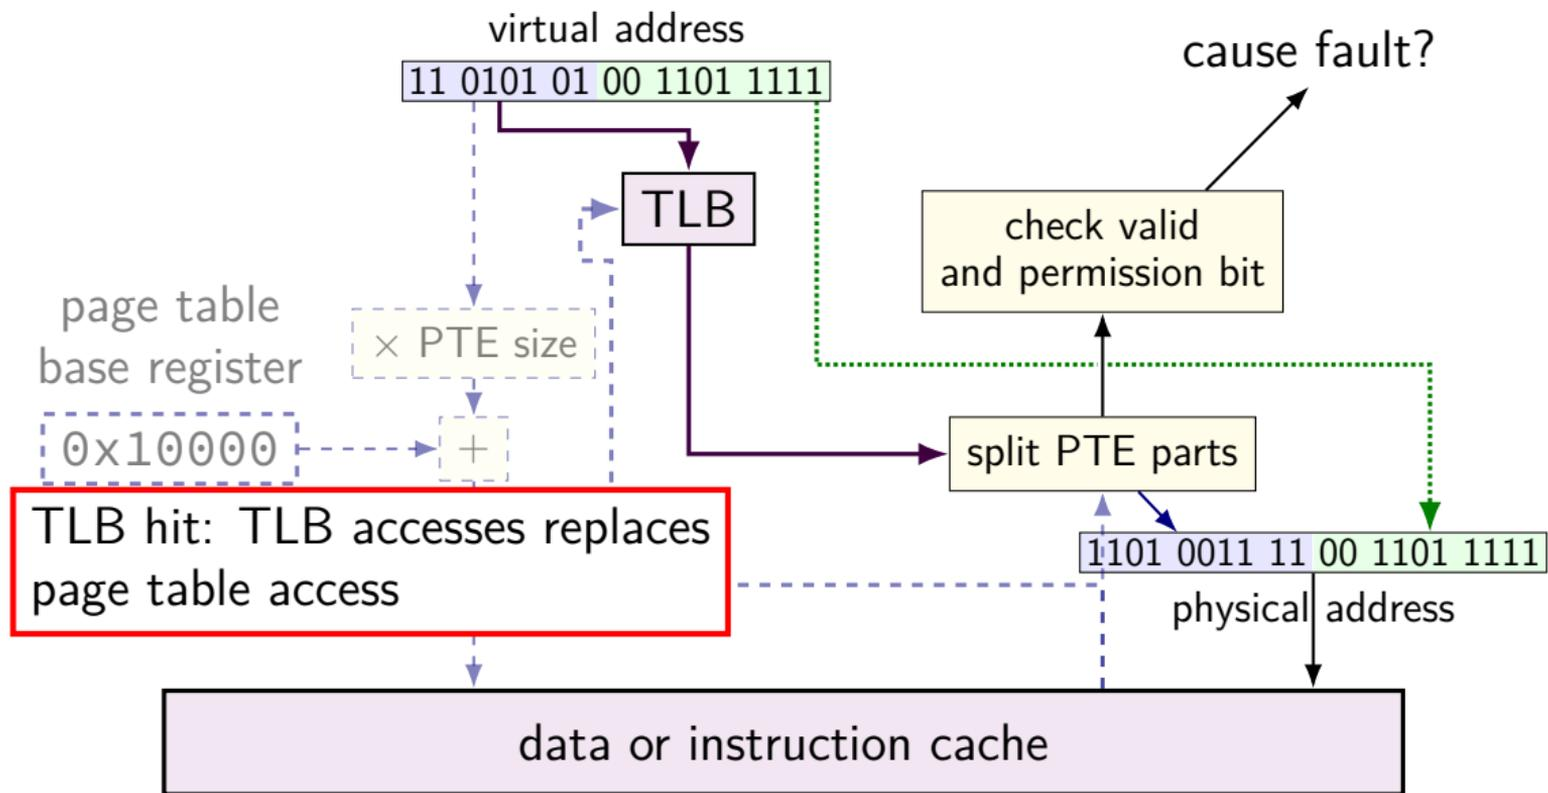 virtual address
11 0101 01 00 1101 1111
cause fault?
TLB
check valid
and permission bit
page table
base register
× PTE size
0x10000
+
split PTE parts
TLB hit: TLB accesses replaces
page table access
1101 0011 11 00 1101 1111
physical address
data or instruction cache